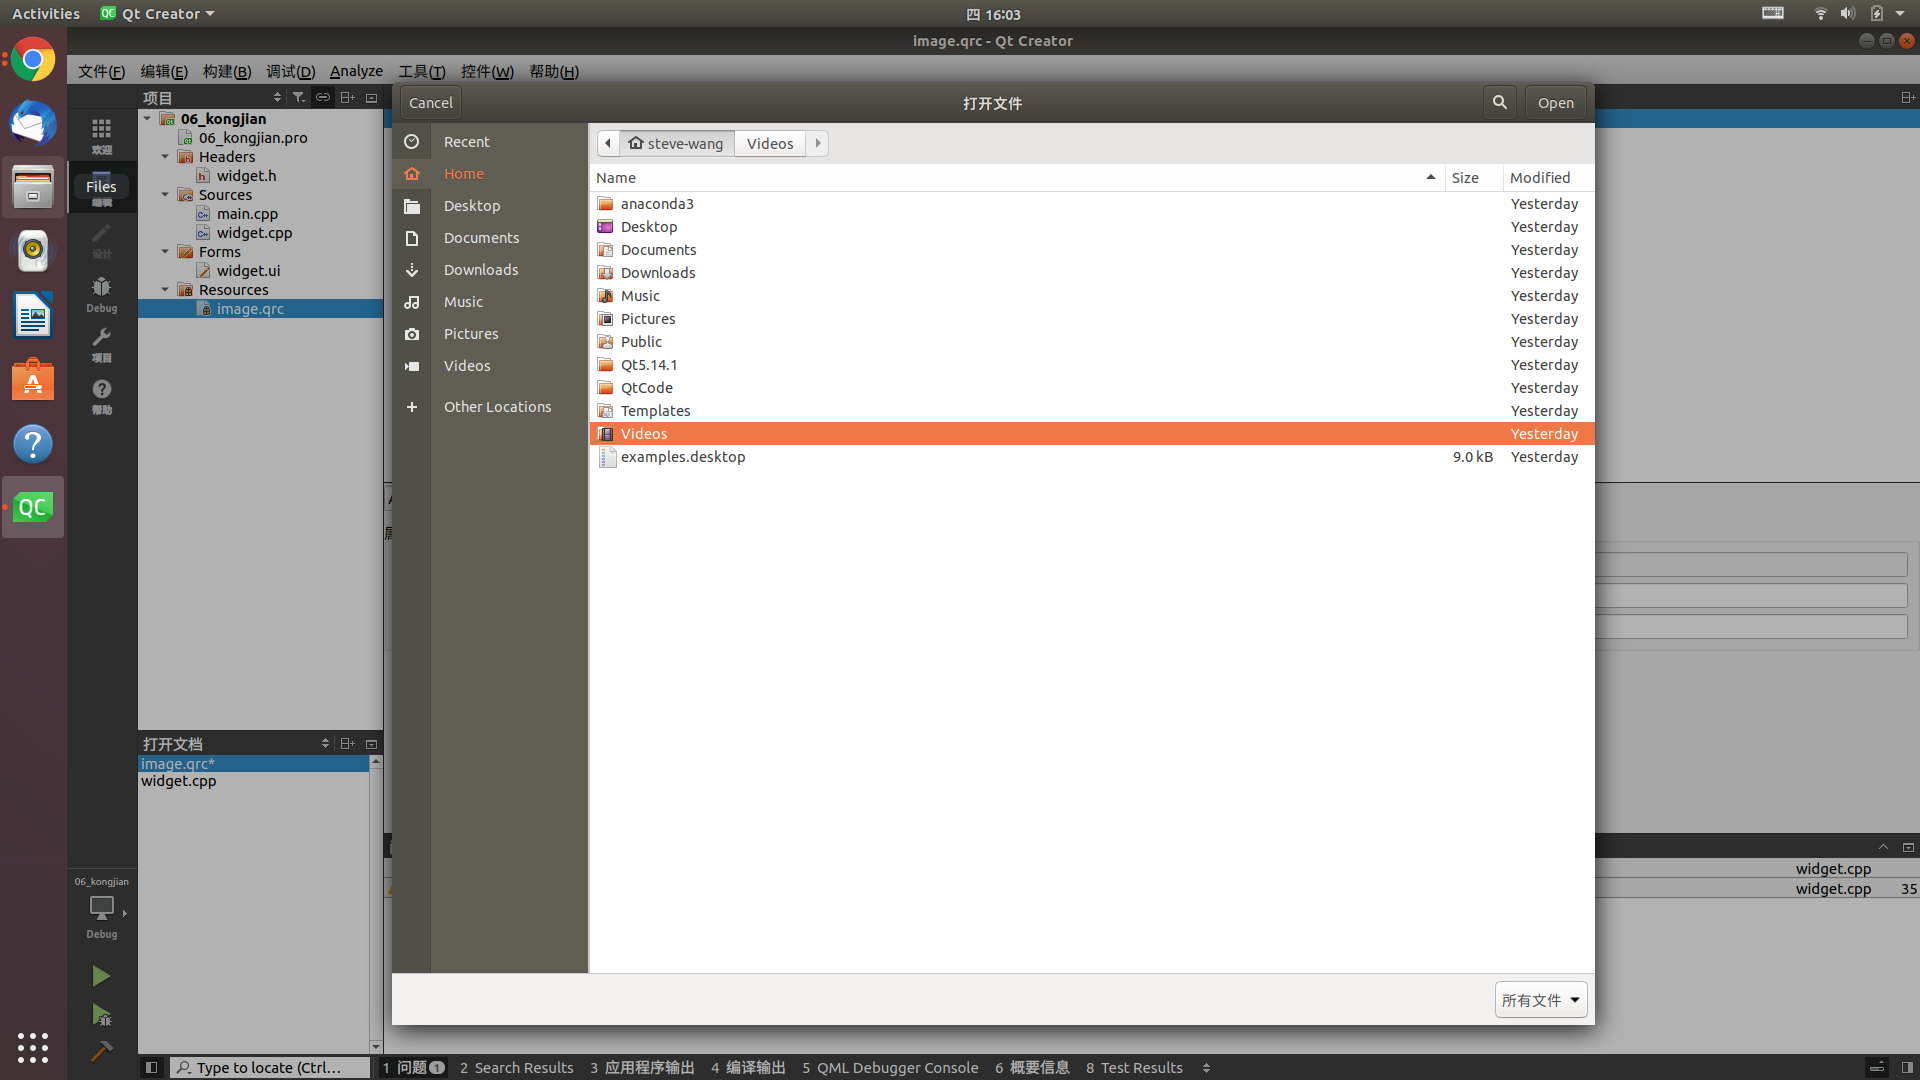 Activities
Qt Creator
四 16:03
image.qrc - Qt Creator
文件(F)
编辑(E)
构建(B)
调试(D)
Analyze
工具(T)
控件(W)
帮助(H)
项目
06_kongjian
06_kongjian.pro
Headers
widget.h
Sources
main.cpp
widget.cpp
Forms
widget.ui
Resources
image.qrc
欢迎
Files
编辑
设计
Debug
项目
帮助
Cancel
打开文件
Open
Recent
Home
Desktop
Documents
Downloads
Music
Pictures
Videos
Other Locations
steve-wang
Videos
Name Size Modified
anaconda3 Yesterday
Desktop Yesterday
Documents Yesterday
Downloads Yesterday
Music Yesterday
Pictures Yesterday
Public Yesterday
Qt5.14.1 Yesterday
QtCode Yesterday
Templates Yesterday
Videos Yesterday
examples.desktop 9.0 kB Yesterday
所有文件
打开文档
image.qrc*
widget.cpp
widget.cpp
widget.cpp 35
06_kongjian
Debug
QC
Type to locate (Ctrl...
1 问题 1
2 Search Results
3 应用程序输出
4 编译输出
5 QML Debugger Console
6 概要信息
8 Test Results